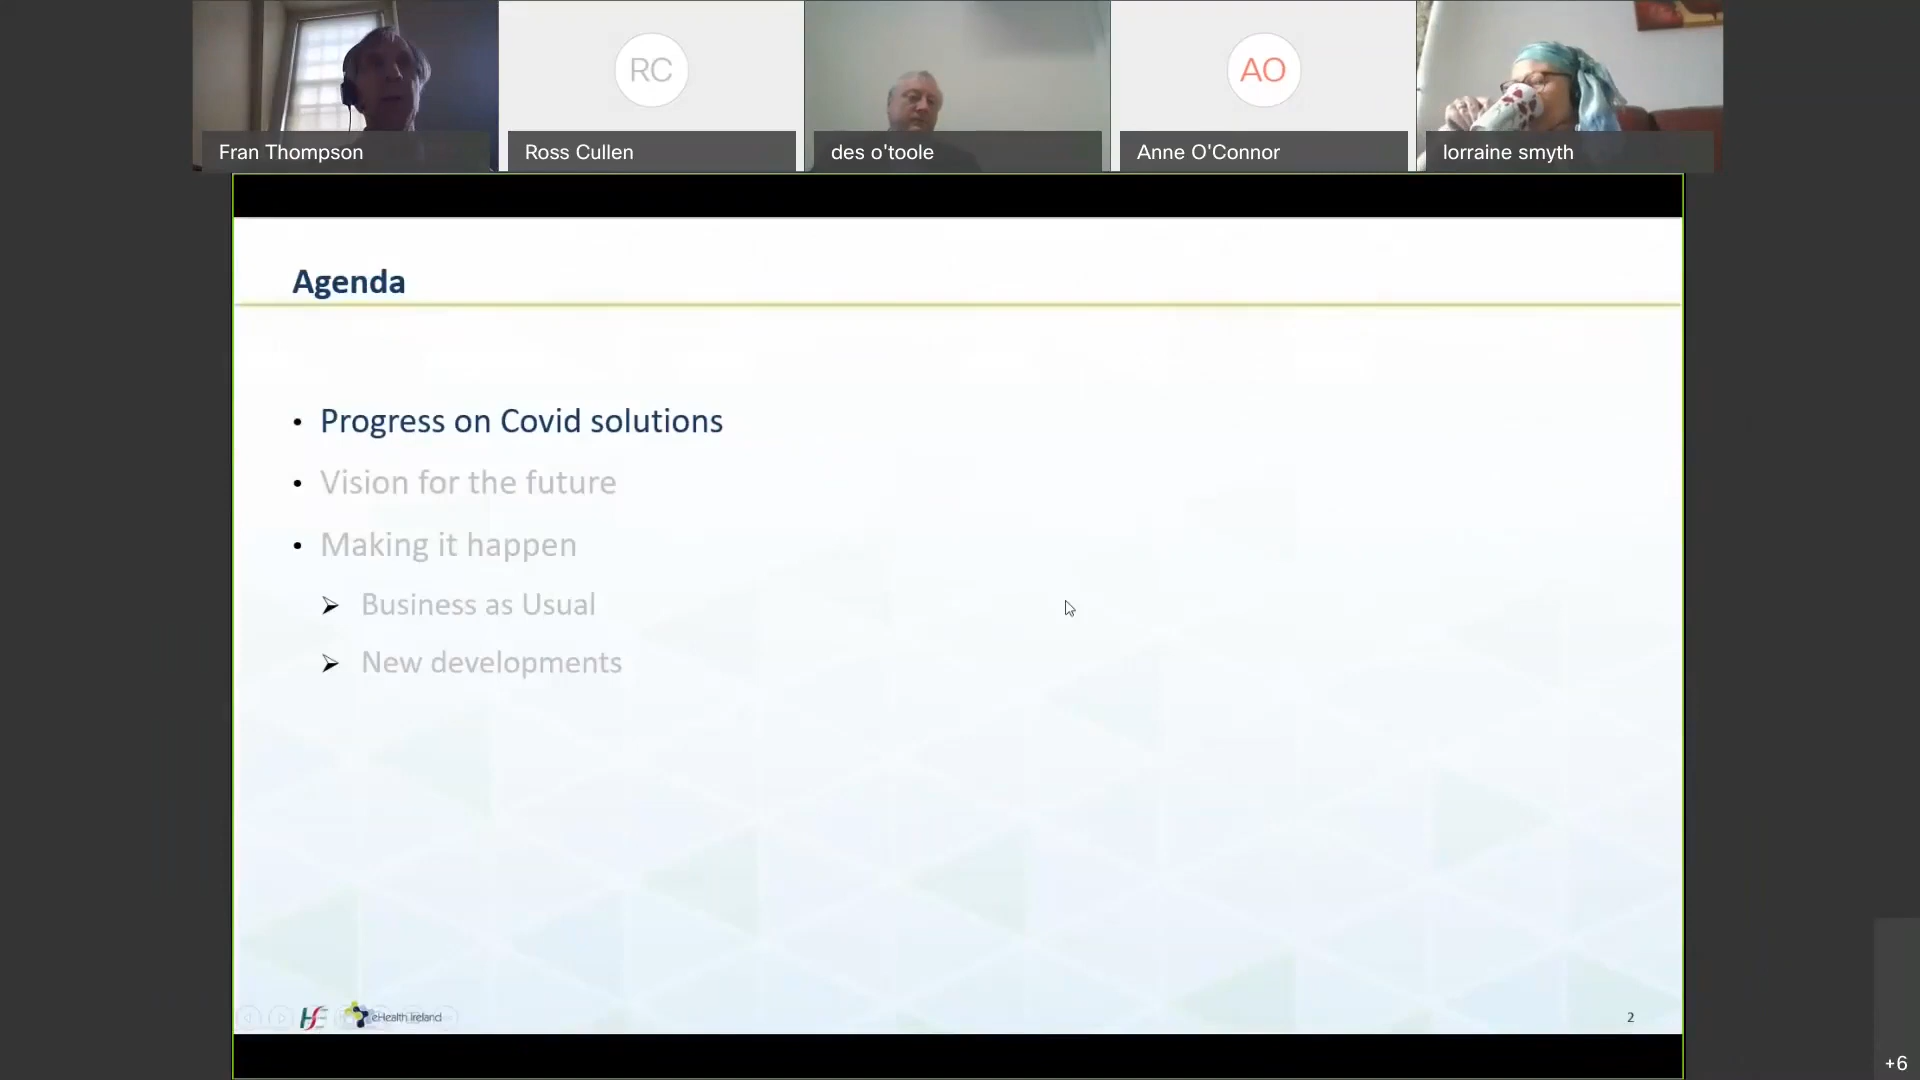 Fran Thompson
RC
Ross Cullen
des o'toole
AO
Anne O'Connor
lorraine smyth
Agenda
• Progress on Covid solutions
• Vision for the future
• Making it happen
➢ Business as Usual
➢ New developments
HSE
eHealth Ireland
2
+6